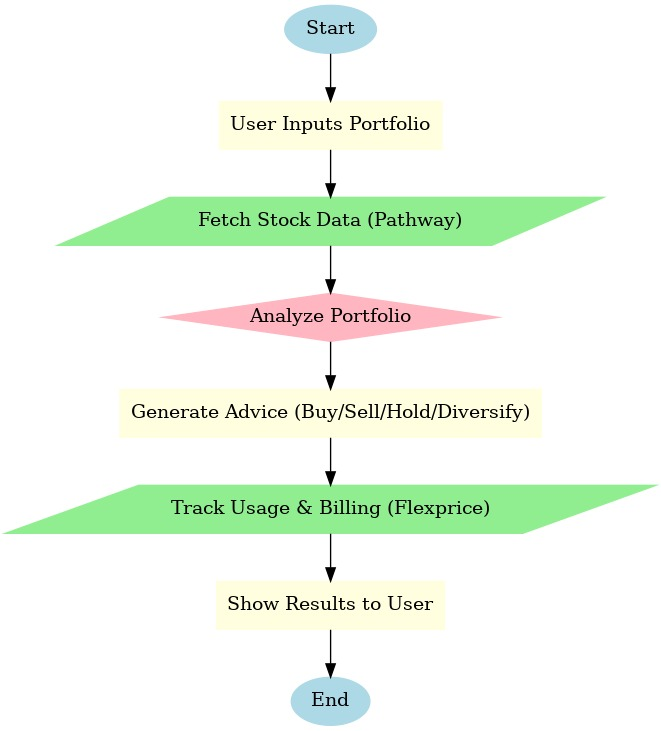 Start
User Inputs Portfolio
Fetch Stock Data (Pathway)
Analyze Portfolio
Generate Advice (Buy/Sell/Hold/Diversify)
Track Usage & Billing (Flexprice)
Show Results to User
End